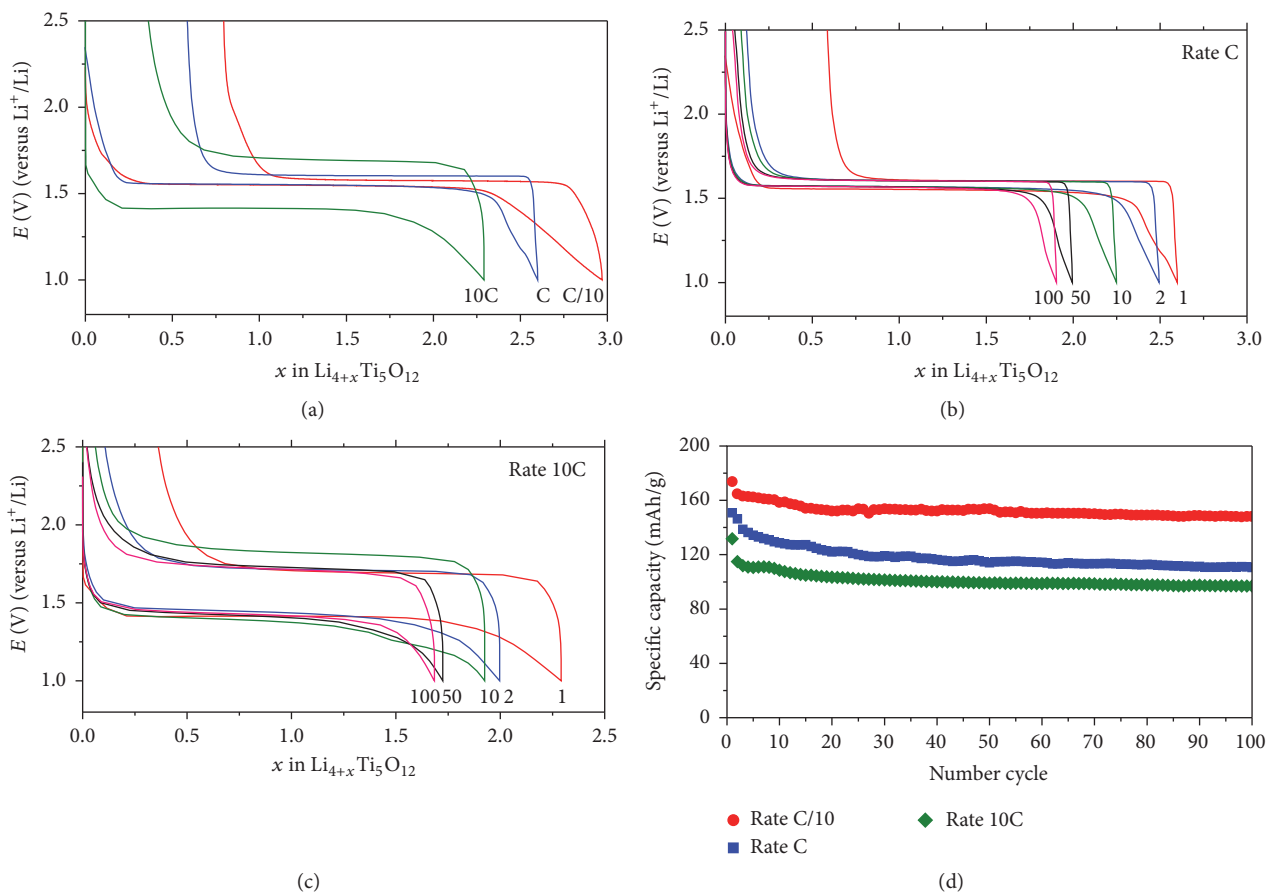 2.5
2.0
1.5
1.0
E (V) (versus Li⁺/Li)
10C C C/10
0.0 0.5 1.0 1.5 2.0 2.5 3.0
x in Li₄₊ₓTi₅O₁₂
(a)
2.5
2.0
1.5
1.0
E (V) (versus Li⁺/Li)
Rate C
100 50 10 2 1
0.0 0.5 1.0 1.5 2.0 2.5 3.0
x in Li₄₊ₓTi₅O₁₂
(b)
2.5
2.0
1.5
1.0
E (V) (versus Li⁺/Li)
Rate 10C
100 50 10 2 1
0.0 0.5 1.0 1.5 2.0 2.5
x in Li₄₊ₓTi₅O₁₂
(c)
200
160
120
80
40
0
Specific capacity (mAh/g)
0 10 20 30 40 50 60 70 80 90 100
Number cycle
Rate C/10 Rate 10C
Rate C
(d)